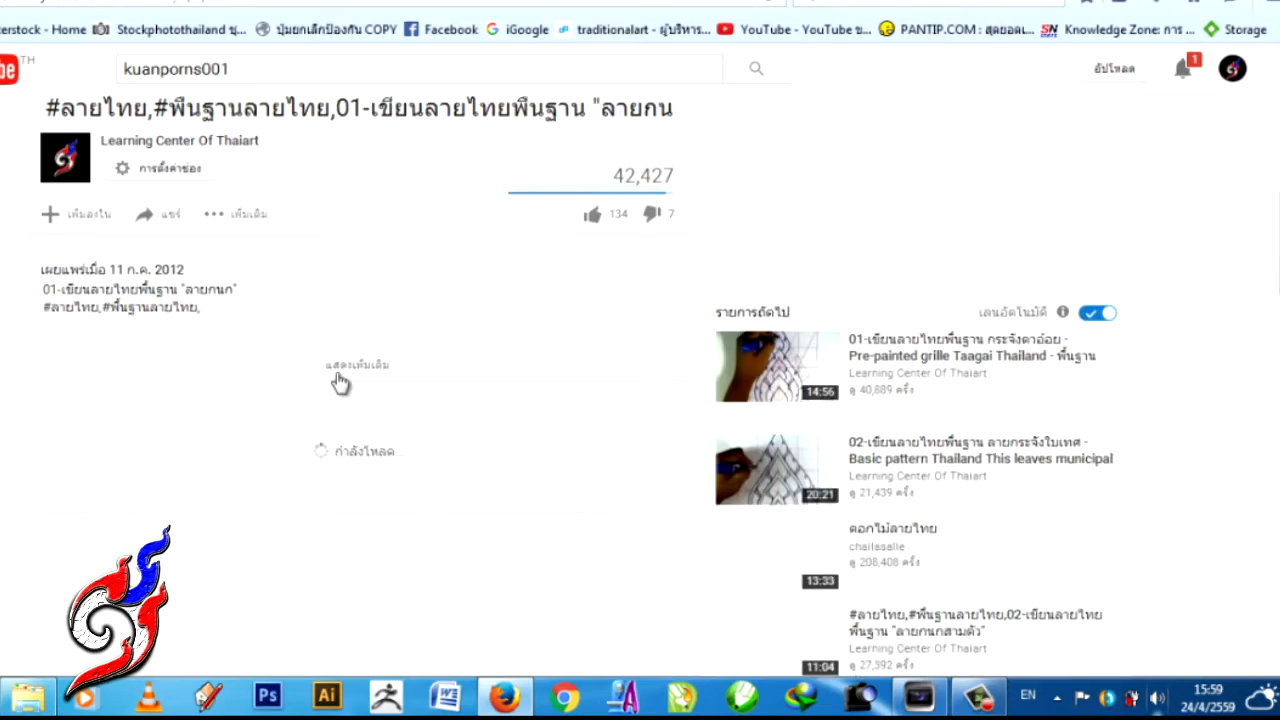 erstock - Home
Stockphotothailand ข...
ปุ่มยกเล็กป้องกัน COPY
Facebook
iGoogle
traditionalart - ผู้บริหาร...
YouTube - YouTube ข...
PANTIP.COM : สุดยอดเ...
Knowledge Zone: การ ...
Storage
be TH
kuanporns001
อัปโหลด
1
#ลายไทย,#พื้นฐานลายไทย,01-เขียนลายไทยพื้นฐาน "ลายกน
Learning Center Of Thaiart
การตั้งค่าช่อง
42,427
เพิ่มลงใน
แชร์
เพิ่มเติม
134
7
เผยแพร่เมื่อ 11 ก.ค. 2012
01-เขียนลายไทยพื้นฐาน "ลายกนก"
#ลายไทย,#พื้นฐานลายไทย,
แสดงเพิ่มเติม
กำลังโหลด...
รายการถัดไป
เล่นอัตโนมัติ
01-เขียนลายไทยพื้นฐาน กระจังตาอ้อย -
Pre-painted grille Taagai Thailand - พื้นฐาน
Learning Center Of Thaiart
ดู 40,889 ครั้ง
14:56
02-เขียนลายไทยพื้นฐาน ลายกระจังใบเทศ -
Basic pattern Thailand This leaves municipal
Learning Center Of Thaiart
ดู 21,439 ครั้ง
20:21
ดอกไม้ลายไทย
chailasalle
ดู 208,408 ครั้ง
13:33
#ลายไทย,#พื้นฐานลายไทย,02-เขียนลายไทย
พื้นฐาน "ลายกนกสามตัว"
Learning Center Of Thaiart
ดู 27,392 ครั้ง
11:04
Ps
Ai
EN
15:59
24/4/2559